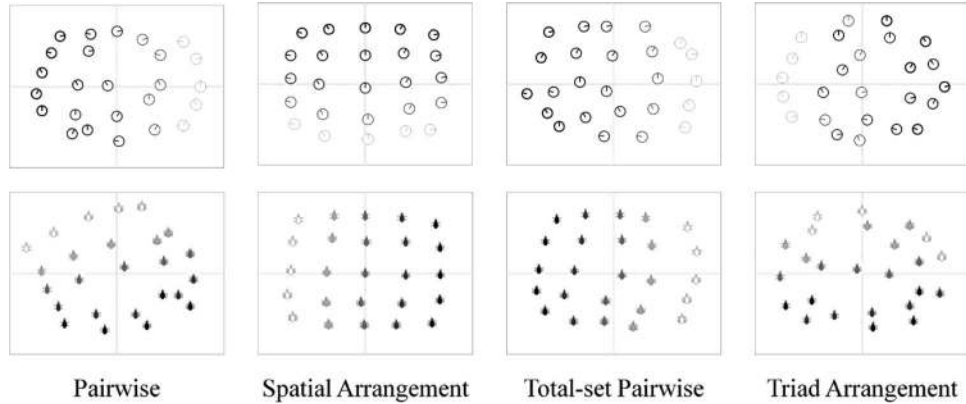 Pairwise
Spatial Arrangement
Total-set Pairwise
Triad Arrangement